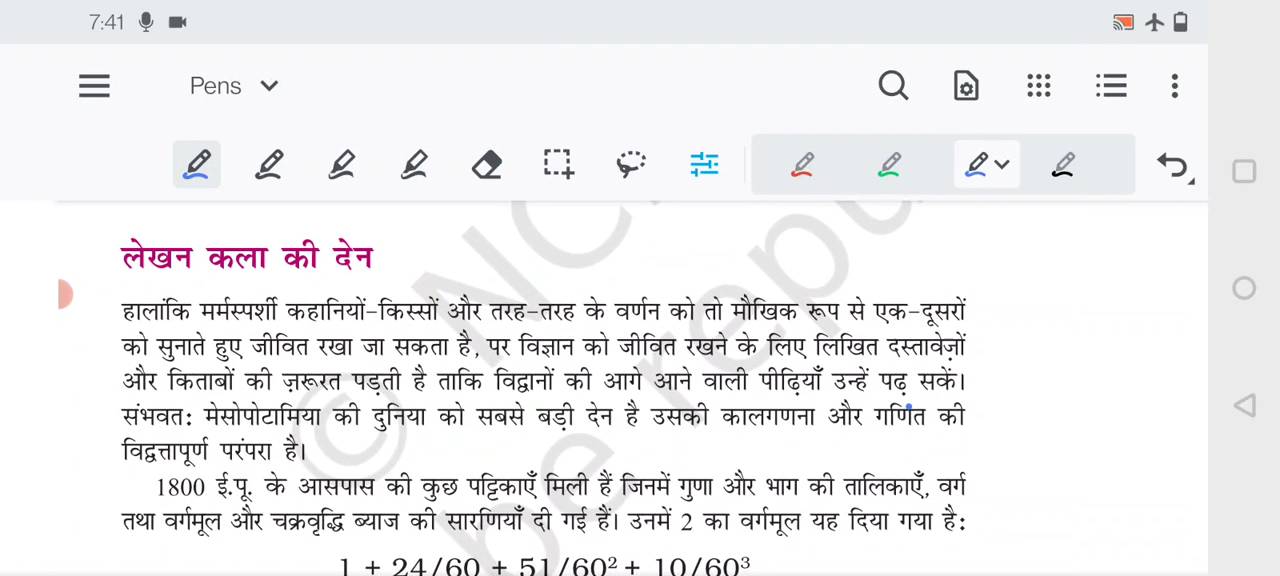 7:41
Pens
लेखन कला की देन
हालांकि मर्मस्पर्शी कहानियों-किस्सों और तरह-तरह के वर्णन को तो मौखिक रूप से एक-दूसरों
को सुनाते हुए जीवित रखा जा सकता है, पर विज्ञान को जीवित रखने के लिए लिखित दस्तावेज़ों
और किताबों की ज़रूरत पड़ती है ताकि विद्वानों की आगे आने वाली पीढ़ियाँ उन्हें पढ़ सकें।
संभवत: मेसोपोटामिया की दुनिया को सबसे बड़ी देन है उसकी कालगणना और गणित की
विद्वत्तापूर्ण परंपरा है।
1800 ई.पू. के आसपास की कुछ पट्टिकाएँ मिली हैं जिनमें गुणा और भाग की तालिकाएँ, वर्ग
तथा वर्गमूल और चक्रवृद्धि ब्याज की सारणियाँ दी गई हैं। उनमें 2 का वर्गमूल यह दिया गया है:
1 + 24/60 + 51/60² + 10/60³